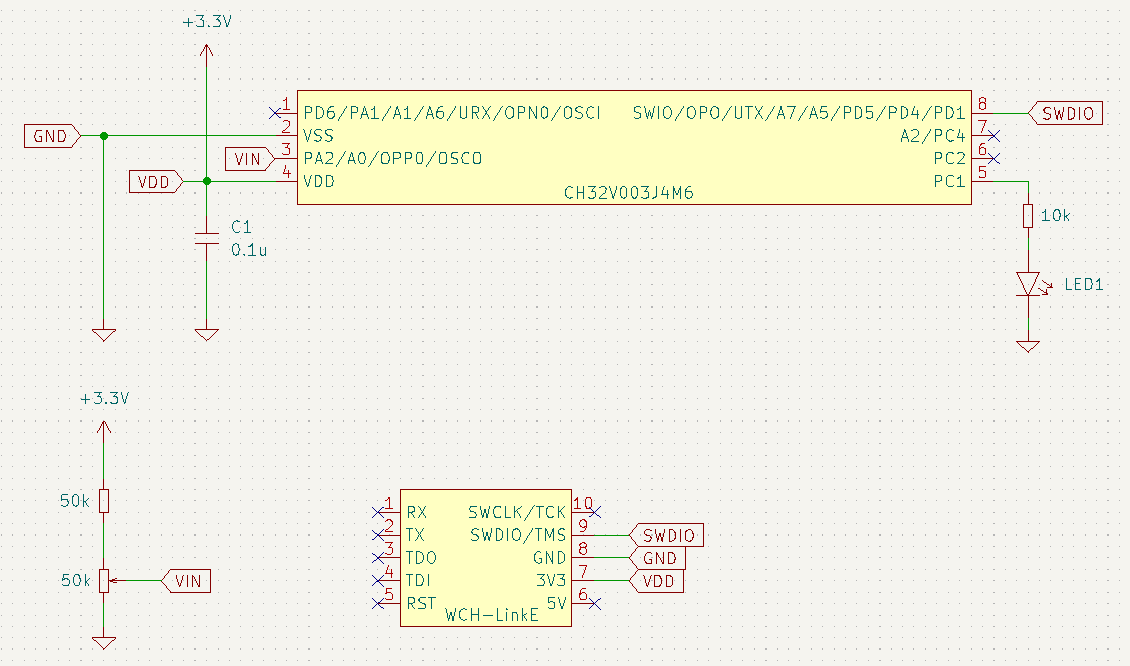 +3.3V
1 PD6/PA1/A1/A6/URX/OPN0/OSCI SWIO/OPO/UTX/A7/A5/PD5/PD4/PD1 8 SWDIO
GND 2 VSS A2/PC4 7
VIN 3 PA2/A0/OPP0/OSCO PC2 6
VDD 4 VDD PC1 5
CH32V003J4M6
C1
0.1u
10k
LED1
+3.3V
50k
50k VIN
1 RX SWCLK/TCK 10
2 TX SWDIO/TMS 9 SWDIO
3 TDO GND 8 GND
4 TDI 3V3 7 VDD
5 RST 5V 6
WCH-LinkE